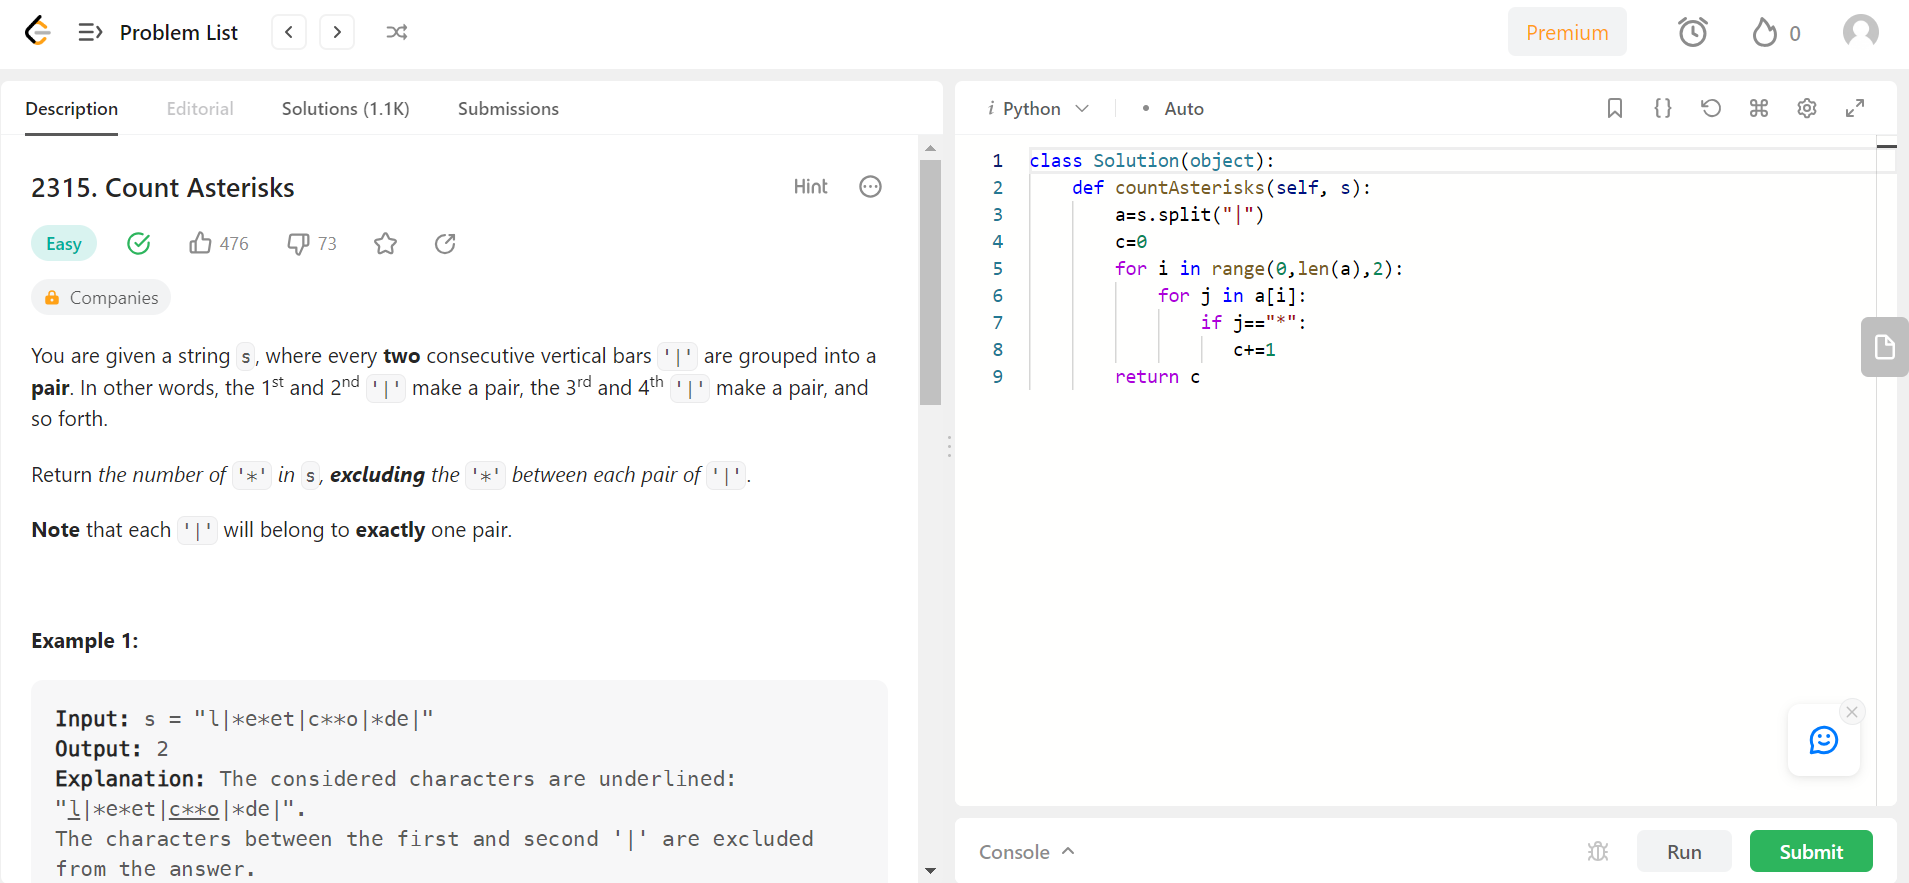 Problem List
Premium
0
Description Editorial Solutions (1.1K) Submissions
2315. Count Asterisks
Hint
Easy 476 73
Companies
You are given a string s, where every two consecutive vertical bars '|' are grouped into a
pair. In other words, the 1st and 2nd '|' make a pair, the 3rd and 4th '|' make a pair, and
so forth.
Return the number of '*' in s, excluding the '*' between each pair of '|'.
Note that each '|' will belong to exactly one pair.
Example 1:
Input: s = "l|*e*et|c**o|*de|"
Output: 2
Explanation: The considered characters are underlined:
"l|*e*et|c**o|*de|".
The characters between the first and second '|' are excluded
from the answer.
i Python • Auto
1 class Solution(object):
2     def countAsterisks(self, s):
3         a=s.split("|")
4         c=0
5         for i in range(0,len(a),2):
6             for j in a[i]:
7                 if j=="*":
8                    c+=1
9         return c
Console
Run
Submit